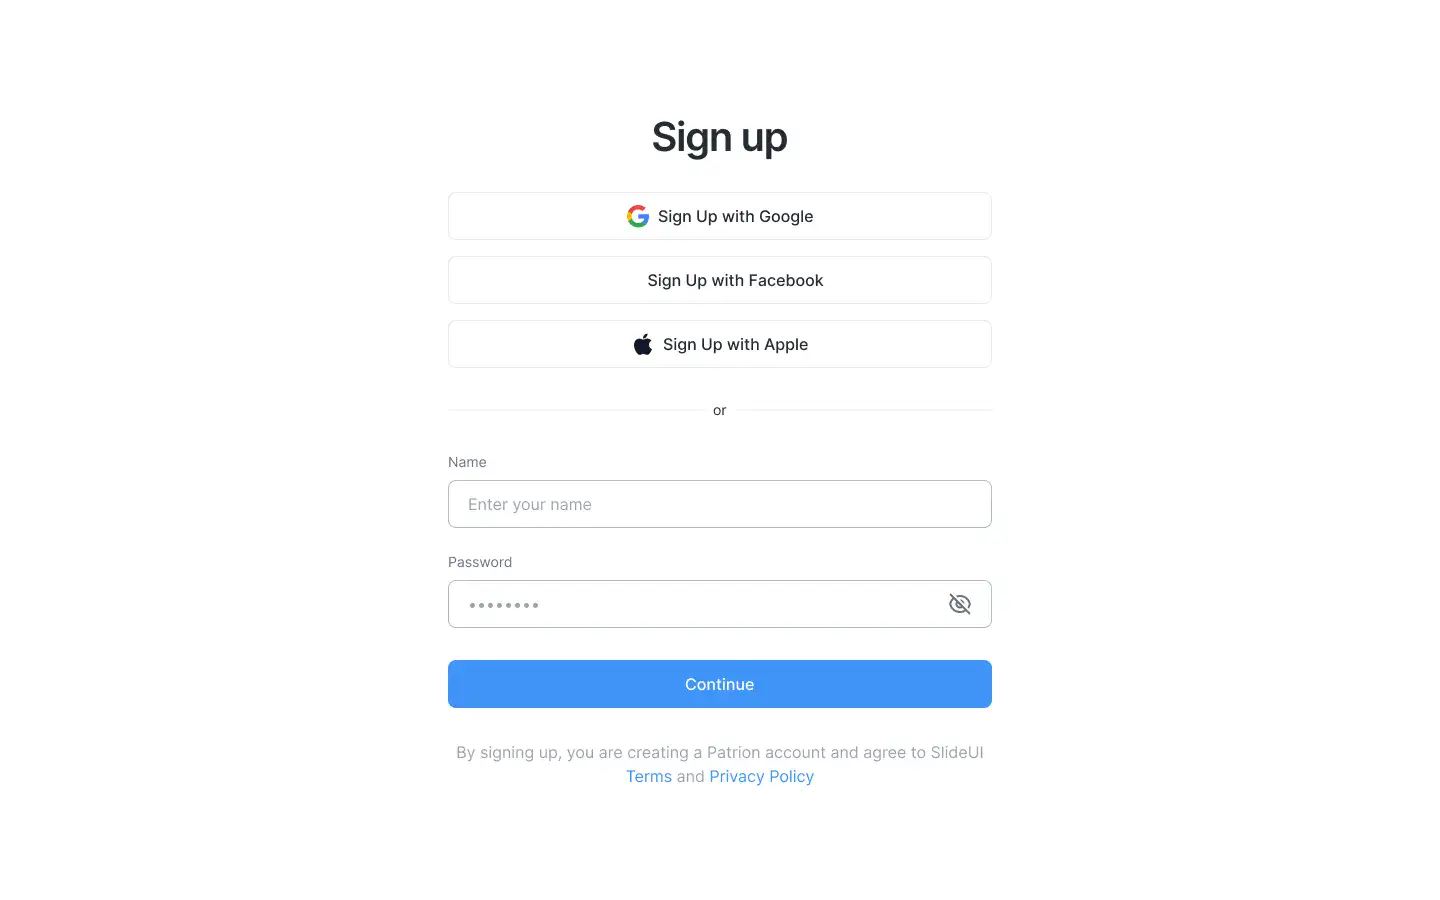 Sign up
Sign Up with Google
Sign Up with Facebook
Sign Up with Apple
or
Name
Enter your name
Password
••••••••
Continue
By signing up, you are creating a Patrion account and agree to SlideUI
Terms and Privacy Policy